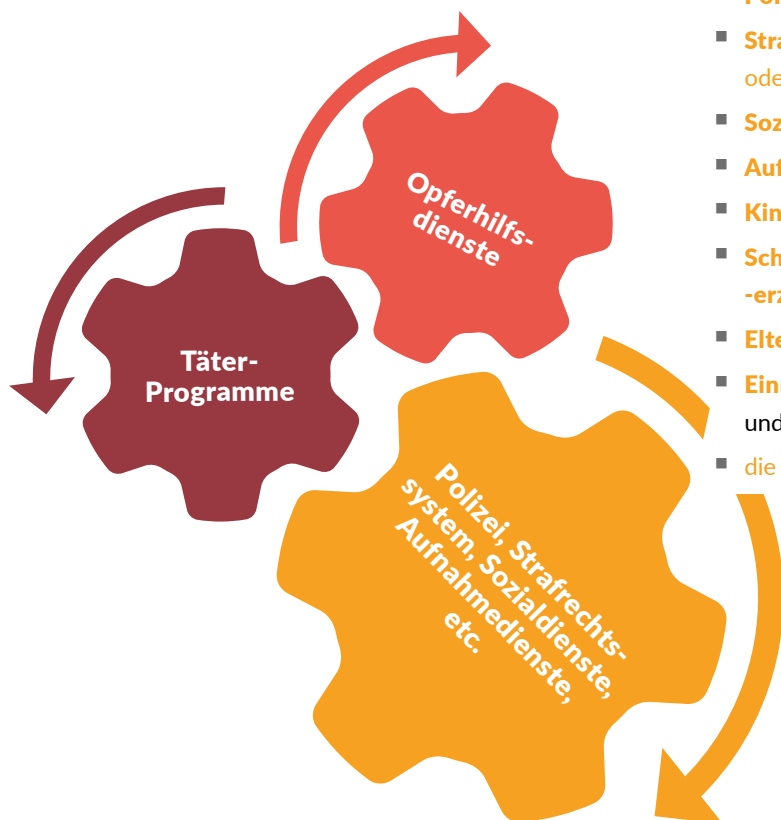 Opferhilfs-
dienste
Täter-
Programme
Polizei, Strafrechts-
system, Sozialdienste,
Aufnahmedienste,
etc.
ode
Soz
Auf
Kin
Sch
-erz
Elte
Ein
und
die